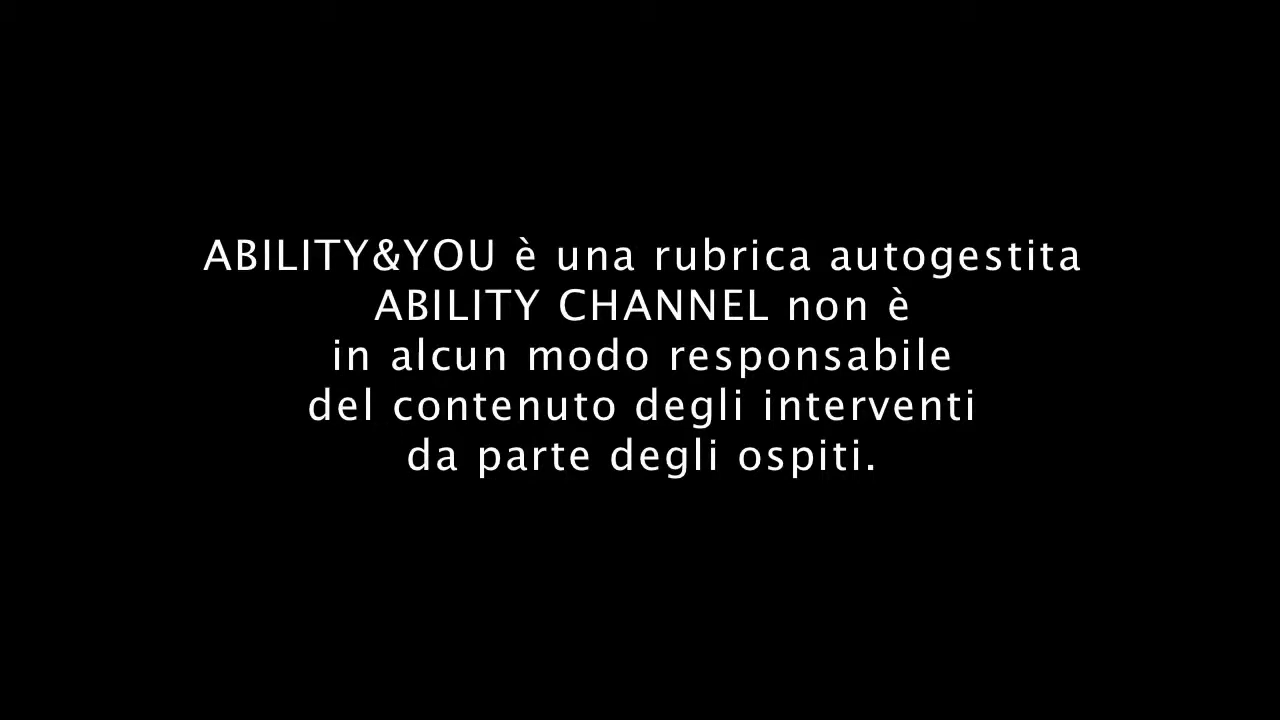 ABILITY&YOU è una rubrica autogestita
ABILITY CHANNEL non è
in alcun modo responsabile
del contenuto degli interventi
da parte degli ospiti.